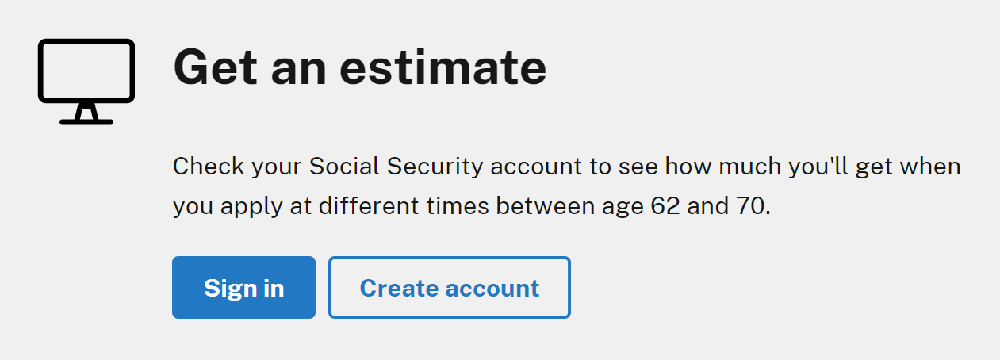 Get an estimate
Check your Social Security account to see how much you'll get when
you apply at different times between age 62 and 70.
Sign in
Create account